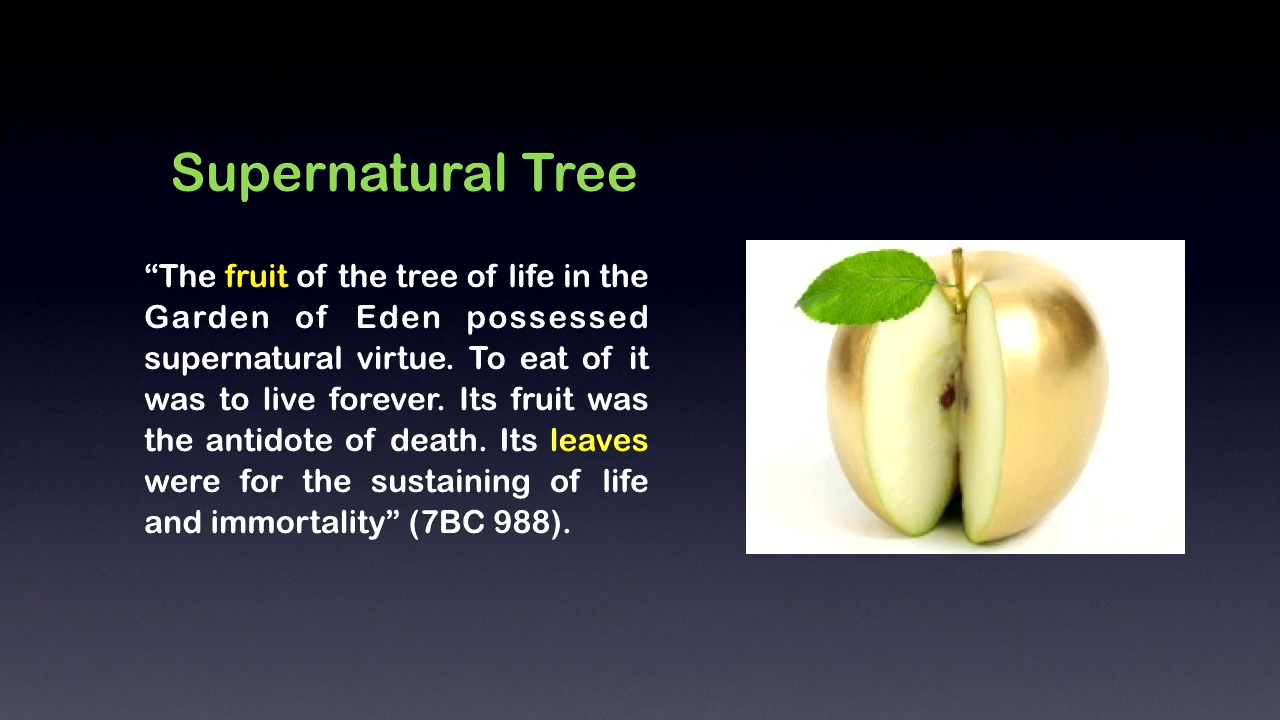 Supernatural Tree
“The fruit of the tree of life in the
Garden of Eden possessed
supernatural virtue. To eat of it
was to live forever. Its fruit was
the antidote of death. Its leaves
were for the sustaining of life
and immortality” (7BC 988).